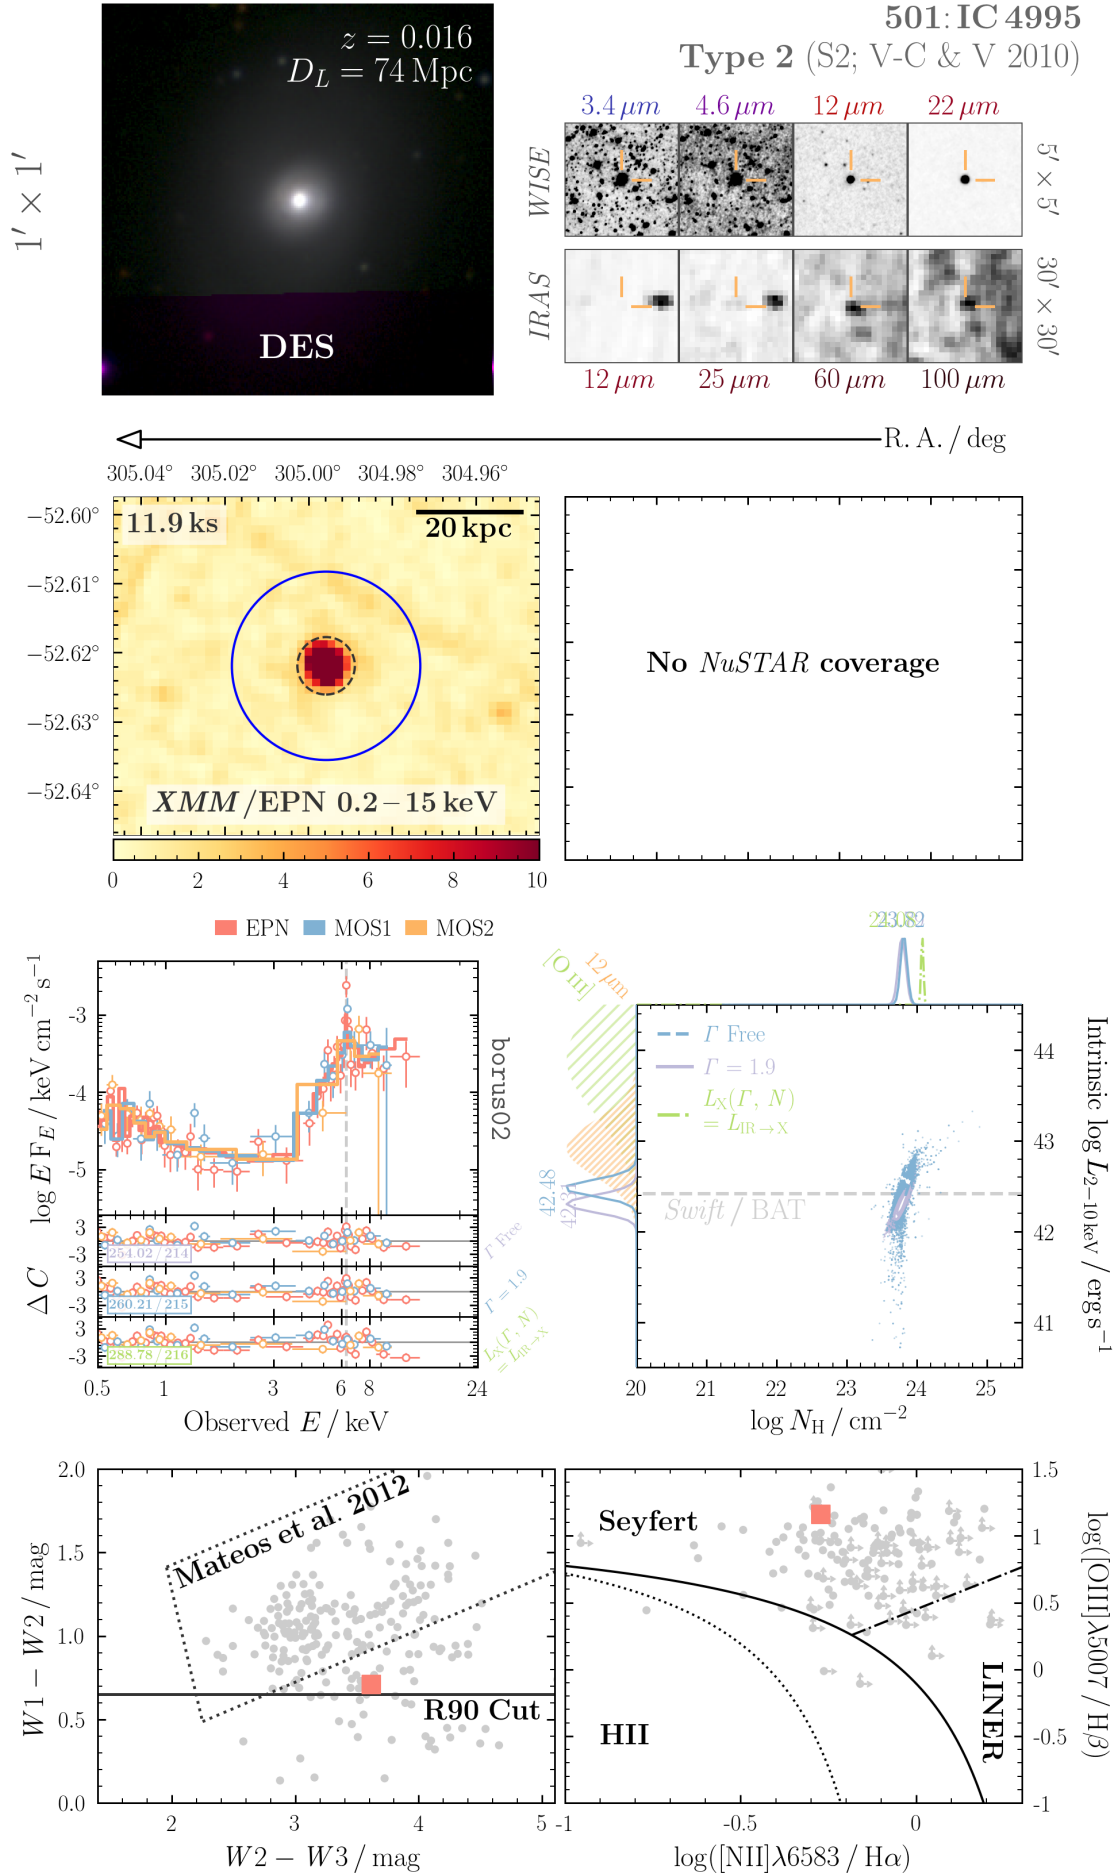 501: IC 4995
Type 2 (S2; V-C & V 2010)
z = 0.016
D_L = 74 Mpc
1′ × 1′
DES
3.4 μm 4.6 μm 12 μm 22 μm
WISE
5′ × 5′
IRAS
30′ × 30′
12 μm 25 μm 60 μm 100 μm
R. A. / deg
305.04° 305.02° 305.00° 304.98° 304.96°
−52.60°
−52.61°
−52.62°
−52.63°
−52.64°
11.9 ks
20 kpc
XMM/EPN 0.2−15 keV
0 2 4 6 8 10
No NuSTAR coverage
EPN MOS1 MOS2
log E F_E / keV cm⁻² s⁻¹
-3
-4
-5
borus02
Δ C
3
-3
254.02 / 214
Γ Free
3
-3
260.21 / 215
Γ = 1.9
3
-3
288.78 / 216
L_X(Γ, N)
= L_IR→X
0.5 1 3 6 8 24
Observed E / keV
[O III]
12 μm
42.48
Γ Free
Γ = 1.9
L_X(Γ, N)
= L_IR→X
Swift / BAT
44
43
42
41
Intrinsic log L_2−10 keV / erg s⁻¹
20 21 22 23 24 25
log N_H / cm⁻²
2.0
1.5
1.0
0.5
0.0
W1 − W2 / mag
Mateos et al. 2012
R90 Cut
2 3 4 5
W2 − W3 / mag
Seyfert
HII
LINER
1.5
1
0.5
0
-0.5
-1
log([OIII]λ5007 / Hβ)
-1 -0.5 0
log([NII]λ6583 / Hα)